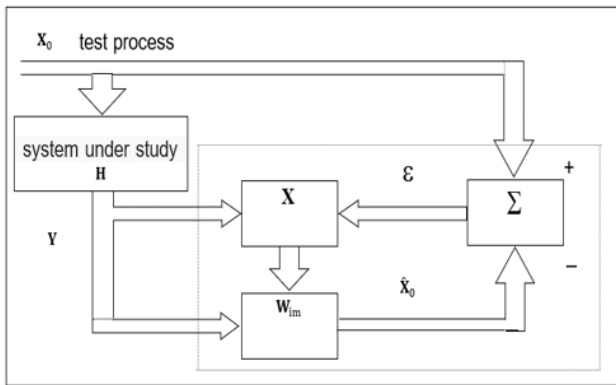 X₀ test process
system under study
H
ε
+
X
Σ
Y
−
X̂₀
W_im